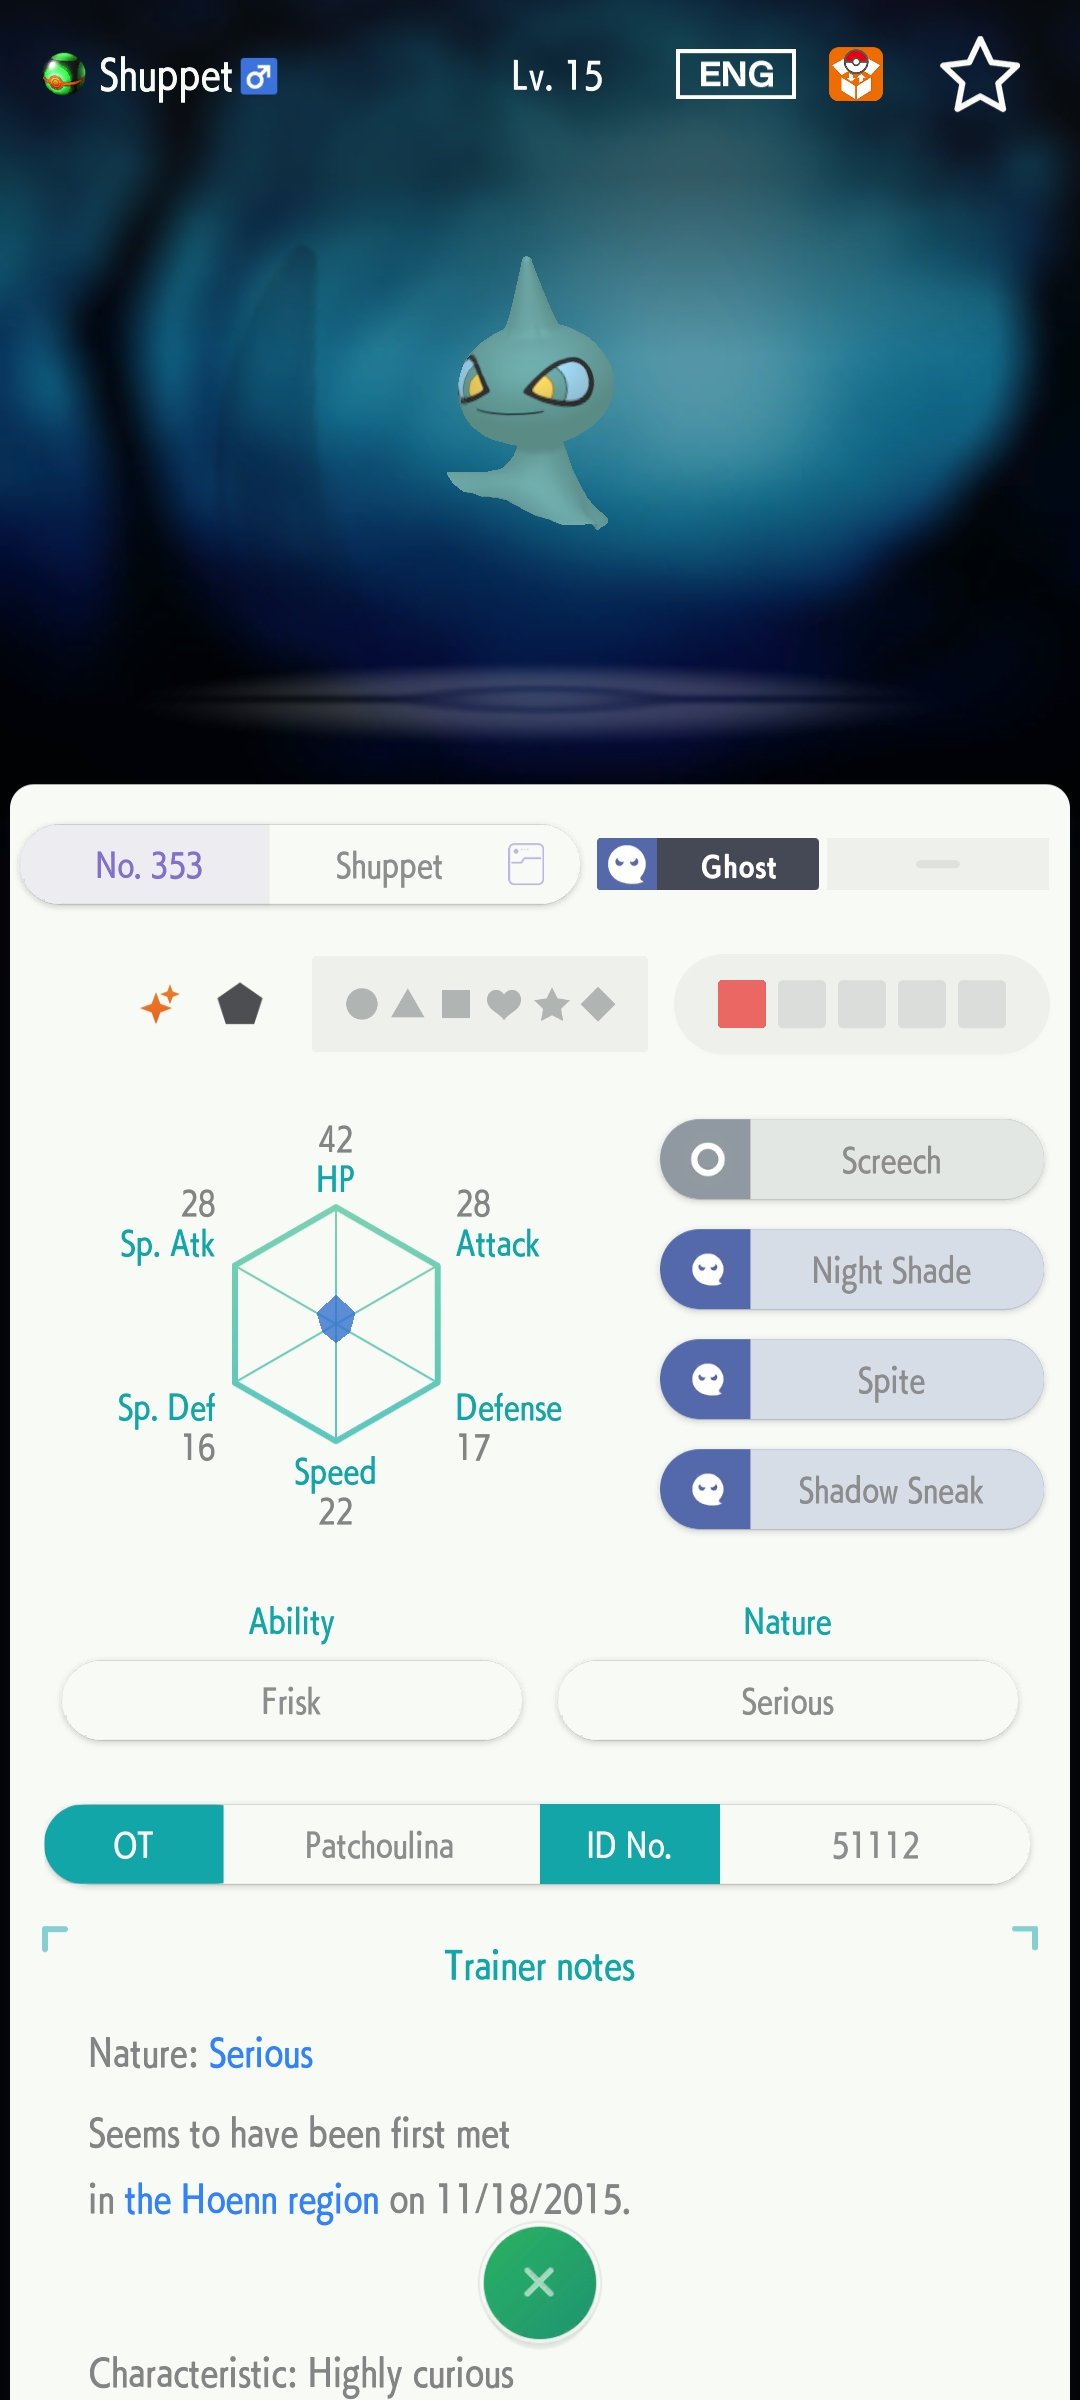 Shuppet ♂ Lv. 15 ENG
No. 353 Shuppet Ghost
42
HP
28
Sp. Atk
28
Attack
Sp. Def
16
Defense
17
Speed
22
Screech
Night Shade
Spite
Shadow Sneak
Ability
Frisk
Nature
Serious
OT Patchoulina ID No. 51112
Trainer notes
Nature: Serious
Seems to have been first met
in the Hoenn region on 11/18/2015.
Characteristic: Highly curious